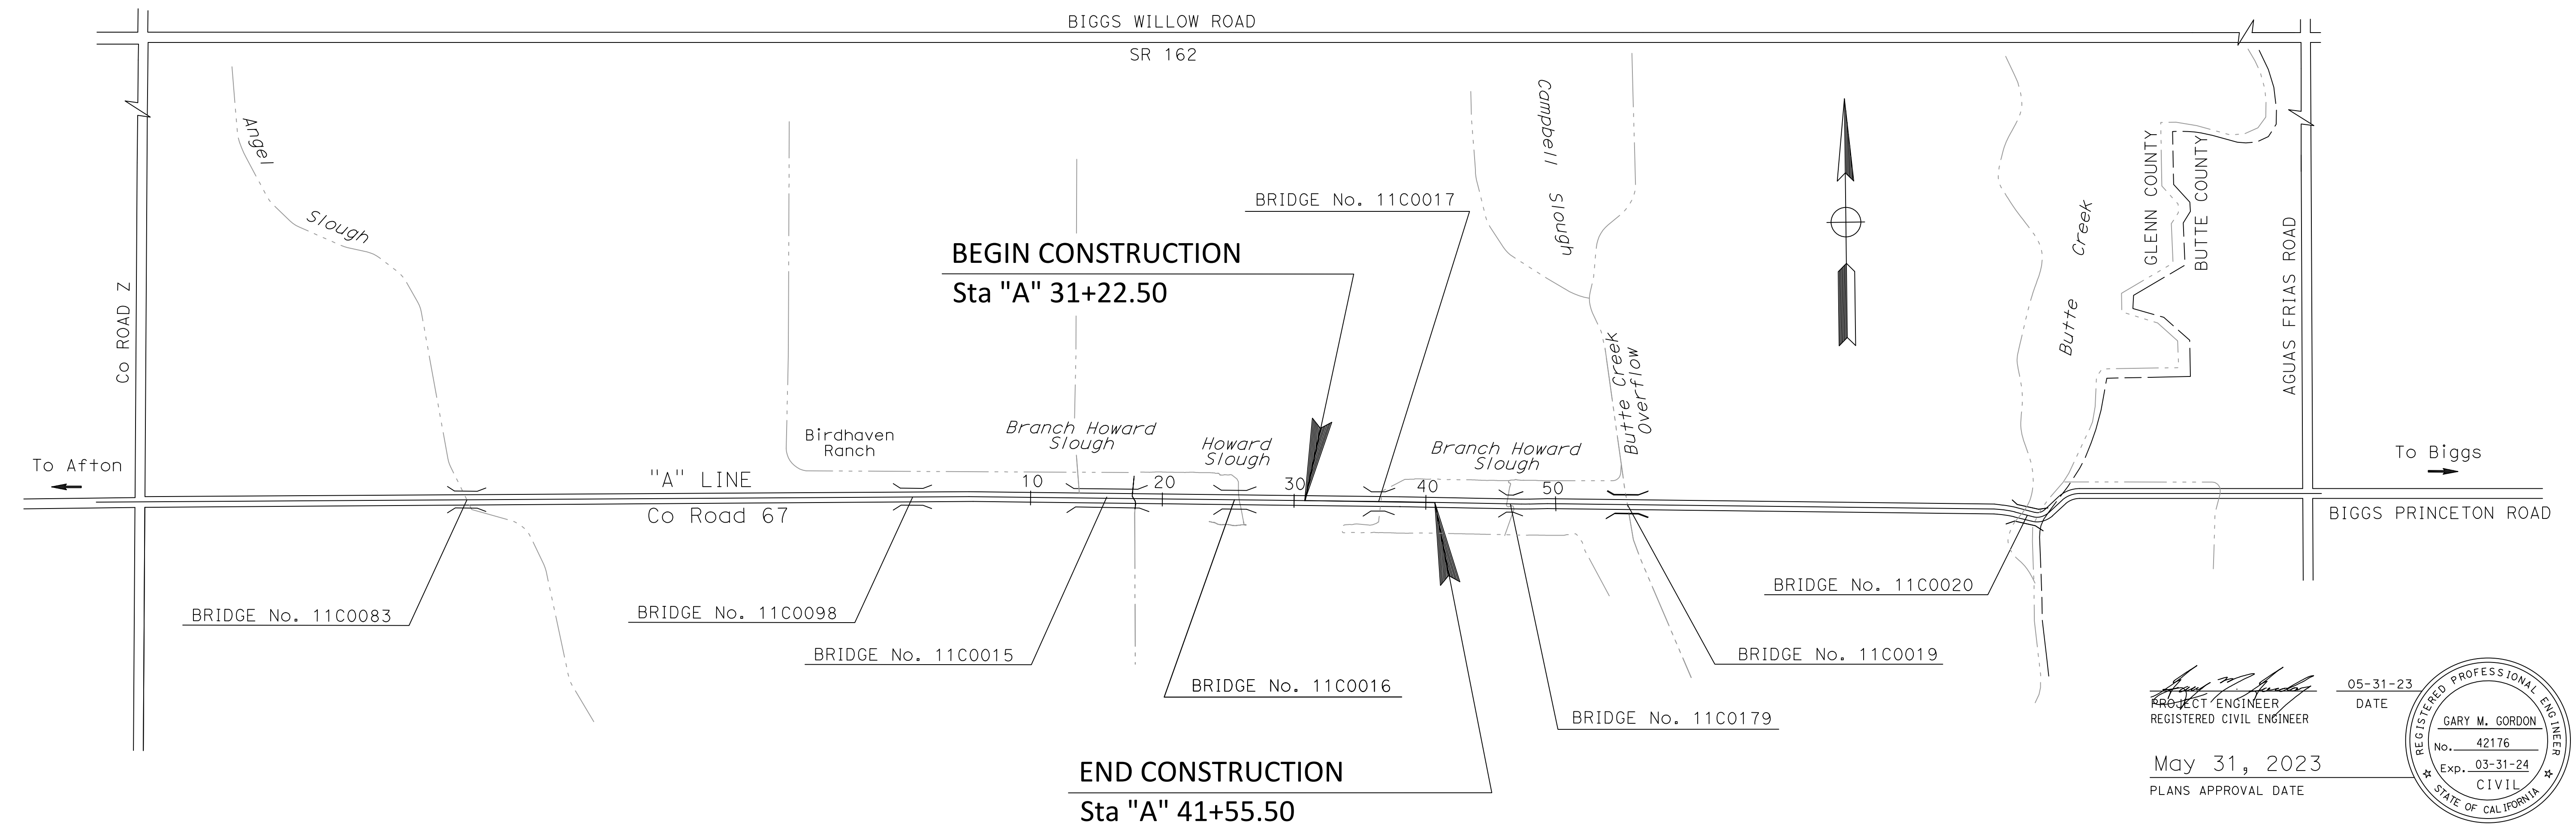 BIGGS WILLOW ROAD
SR 162
Angel
Slough
Campbell Slough
BRIDGE No. 11C0017
BEGIN CONSTRUCTION
Sta "A" 31+22.50
Co ROAD Z
GLENN COUNTY
BUTTE COUNTY
Butte Creek
AGUAS FRIAS ROAD
Butte Creek
Overflow
Birdhaven
Ranch
Branch Howard
Slough
Howard
Slough
Branch Howard
Slough
To Afton
To Biggs
"A" LINE
10
20
30
40
50
Co Road 67
BIGGS PRINCETON ROAD
BRIDGE No. 11C0083
BRIDGE No. 11C0098
BRIDGE No. 11C0015
BRIDGE No. 11C0016
BRIDGE No. 11C0020
BRIDGE No. 11C0019
BRIDGE No. 11C0179
END CONSTRUCTION
Sta "A" 41+55.50
05-31-23
PROJECT ENGINEER
DATE
REGISTERED CIVIL ENGINEER
May 31, 2023
PLANS APPROVAL DATE
REGISTERED PROFESSIONAL ENGINEER
GARY M. GORDON
No. 42176
Exp. 03-31-24
CIVIL
STATE OF CALIFORNIA